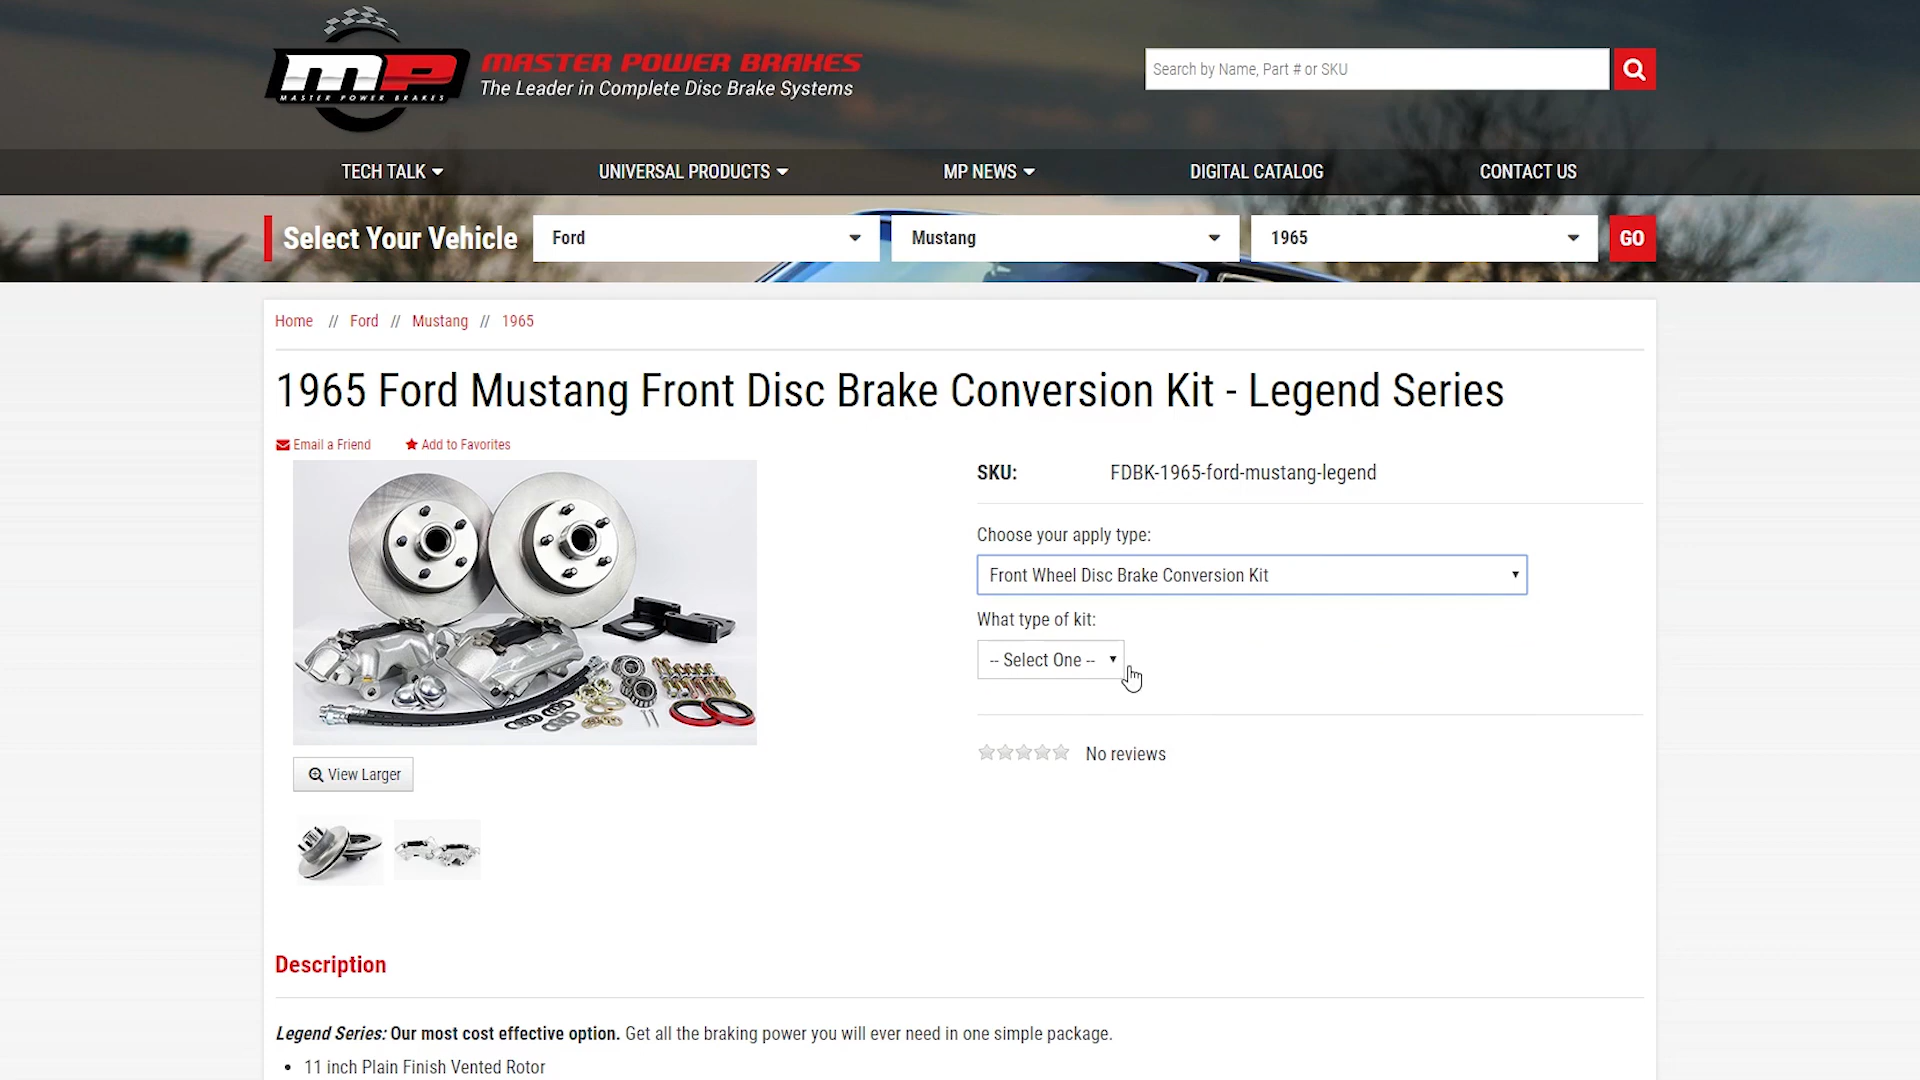 MP
MASTER POWER BRAKES
MASTER POWER BRAKES
The Leader in Complete Disc Brake Systems
Search by Name, Part # or SKU
TECH TALK
UNIVERSAL PRODUCTS
MP NEWS
DIGITAL CATALOG
CONTACT US
Select Your Vehicle
Ford
Mustang
1965
GO
Home // Ford // Mustang // 1965
1965 Ford Mustang Front Disc Brake Conversion Kit - Legend Series
Email a Friend
Add to Favorites
SKU: FDBK-1965-ford-mustang-legend
Choose your apply type:
Front Wheel Disc Brake Conversion Kit
What type of kit:
-- Select One --
No reviews
View Larger
Description
Legend Series: Our most cost effective option. Get all the braking power you will ever need in one simple package.
• 11 inch Plain Finish Vented Rotor